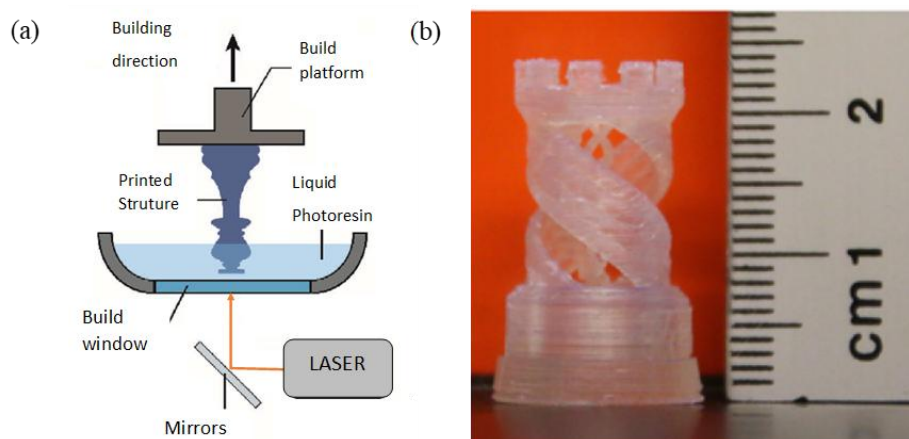 (a)
Building
direction
Build
platform
Printed
Struture
Liquid
Photoresin
Build
window
LASER
Mirrors
(b)
2
cm 1